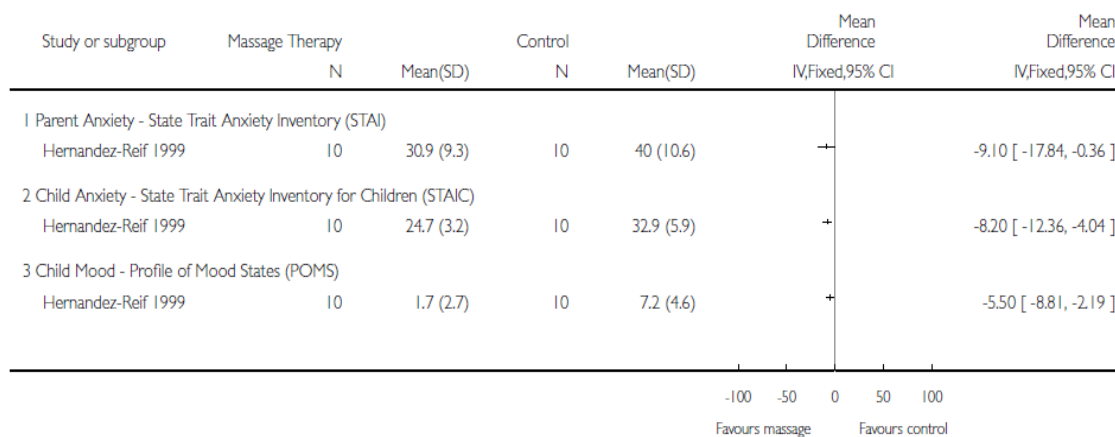 Study or subgroup Massage Therapy Control Mean Difference Mean Difference
N Mean(SD) N Mean(SD) IV,Fixed,95% CI IV,Fixed,95% CI
1 Parent Anxiety - State Trait Anxiety Inventory (STAI)
Hernandez-Reif 1999 10 30.9 (9.3) 10 40 (10.6) -9.10 [ -17.84, -0.36 ]
2 Child Anxiety - State Trait Anxiety Inventory for Children (STAIC)
Hernandez-Reif 1999 10 24.7 (3.2) 10 32.9 (5.9) -8.20 [ -12.36, -4.04 ]
3 Child Mood - Profile of Mood States (POMS)
Hernandez-Reif 1999 10 1.7 (2.7) 10 7.2 (4.6) -5.50 [ -8.81, -2.19 ]
-100 -50 0 50 100
Favours massage Favours control